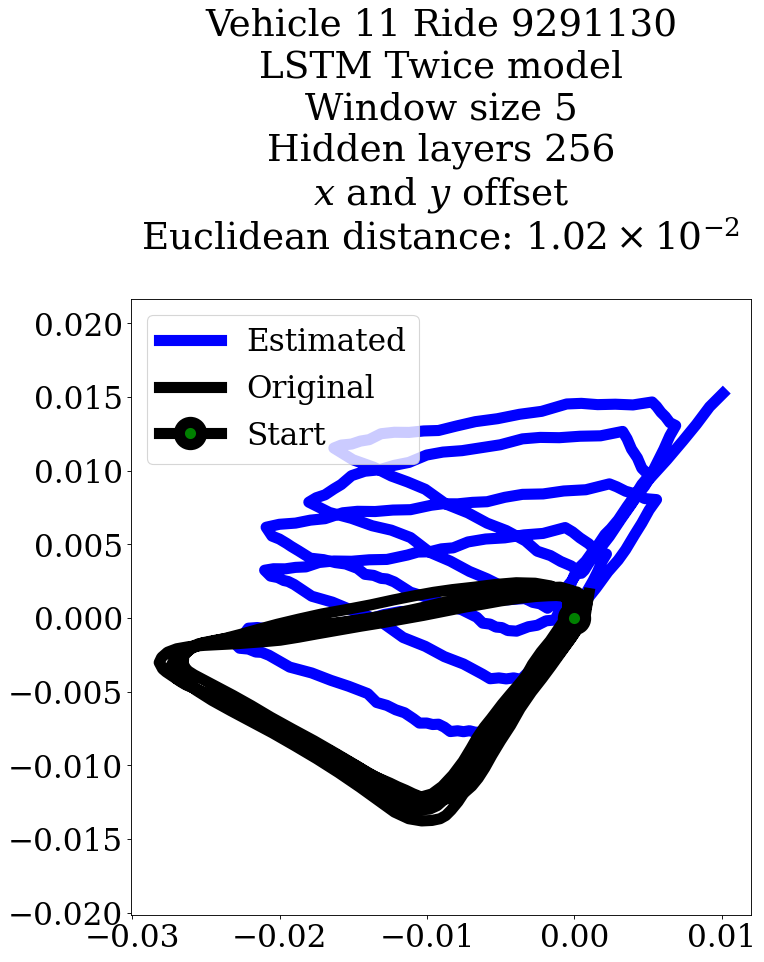 Vehicle 11 Ride 9291130
LSTM Twice model
Window size 5
Hidden layers 256
x and y offset
Euclidean distance: 1.02 × 10⁻²
Estimated
Original
Start
0.020
0.015
0.010
0.005
0.000
−0.005
−0.010
−0.015
−0.020
−0.03 −0.02 −0.01 0.00 0.01